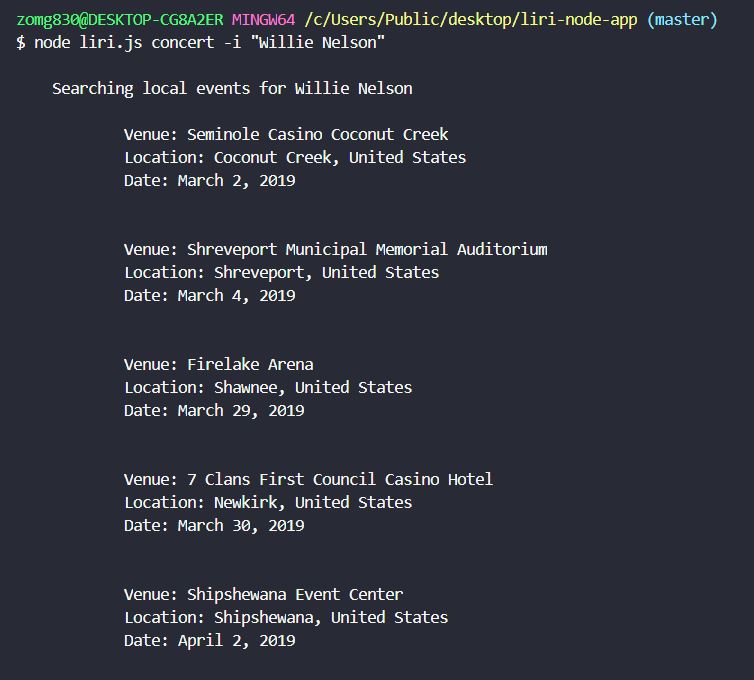 zomg830@DESKTOP-CG8A2ER MINGW64 /c/Users/Public/desktop/liri-node-app (master)
$ node liri.js concert -i "Willie Nelson"
Searching local events for Willie Nelson
Venue: Seminole Casino Coconut Creek
Location: Coconut Creek, United States
Date: March 2, 2019
Venue: Shreveport Municipal Memorial Auditorium
Location: Shreveport, United States
Date: March 4, 2019
Venue: Firelake Arena
Location: Shawnee, United States
Date: March 29, 2019
Venue: 7 Clans First Council Casino Hotel
Location: Newkirk, United States
Date: March 30, 2019
Venue: Shipshewana Event Center
Location: Shipshewana, United States
Date: April 2, 2019